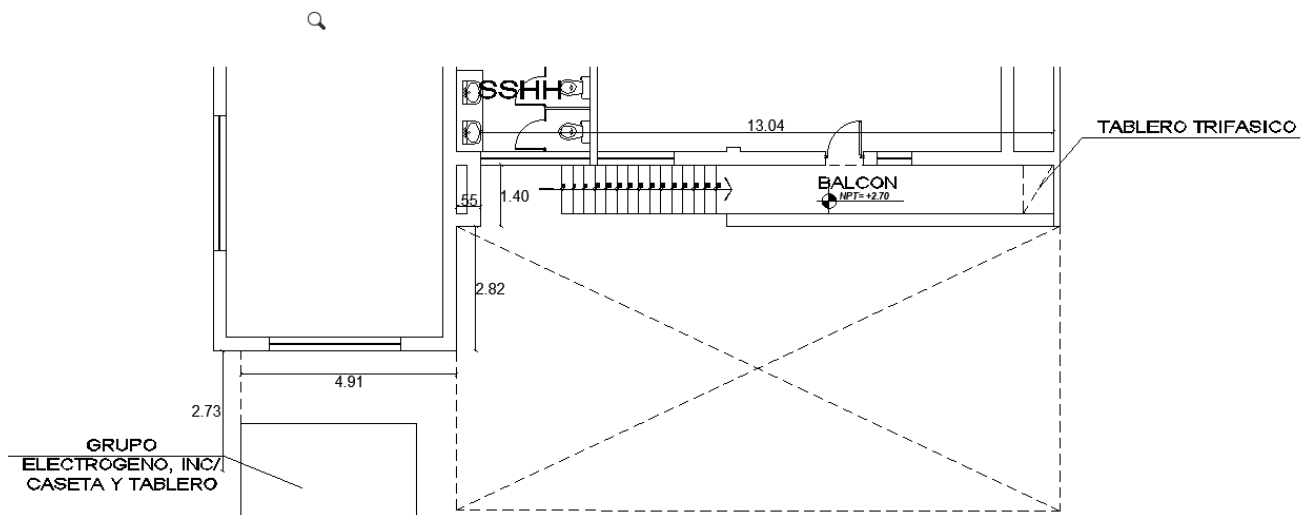 SSHH
13.04
TABLERO TRIFASICO
BALCON
NPT= +2.70
.55
1.40
2.82
4.91
2.73
GRUPO
ELECTROGENO, INC/
CASETA Y TABLERO